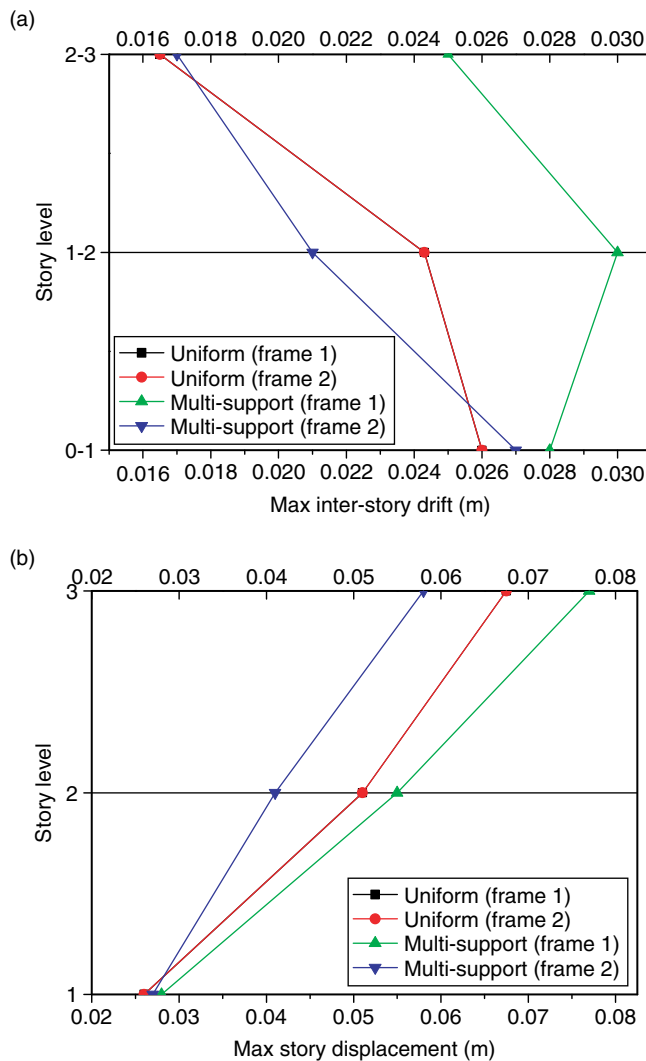 (a)
0.016 0.018 0.020 0.021 0.022 0.024 0.026 0.028 0.030
2-3
1-2
0-1
Story level
Uniform (frame 1)
Uniform (frame 2)
Multi-support (frame 1)
Multi-support (frame 2)
0.016 0.018 0.020 0.022 0.024 0.026 0.028 0.030
Max inter-story drift (m)
(b)
0.02 0.03 0.04 0.05 0.06 0.07 0.08
3
2
1
Story level
Uniform (frame 1)
Uniform (frame 2)
Multi-support (frame 1)
Multi-support (frame 2)
0.02 0.03 0.04 0.05 0.06 0.07 0.08
Max story displacement (m)